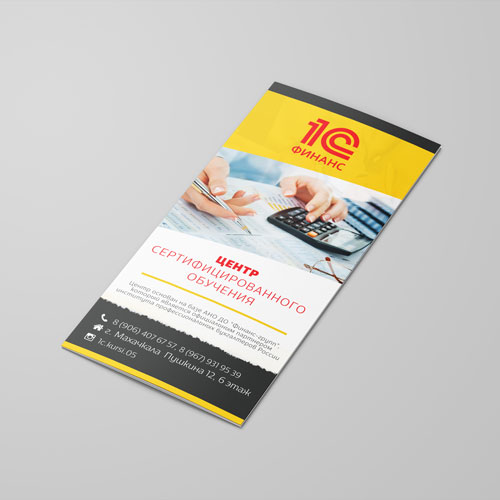 1С
ФИНАНС
ЦЕНТР
СЕРТИФИЦИРОВАННОГО
ОБУЧЕНИЯ
Центр основан на базе АНО ДО "Финанс-групп",
который является официальным партнером
института профессиональных бухгалтеров России
8 (906) 407 67 57, 8 (967) 931 95 39
г. Махачкала Пушкина 12, 6 этаж
1c.kursi.05